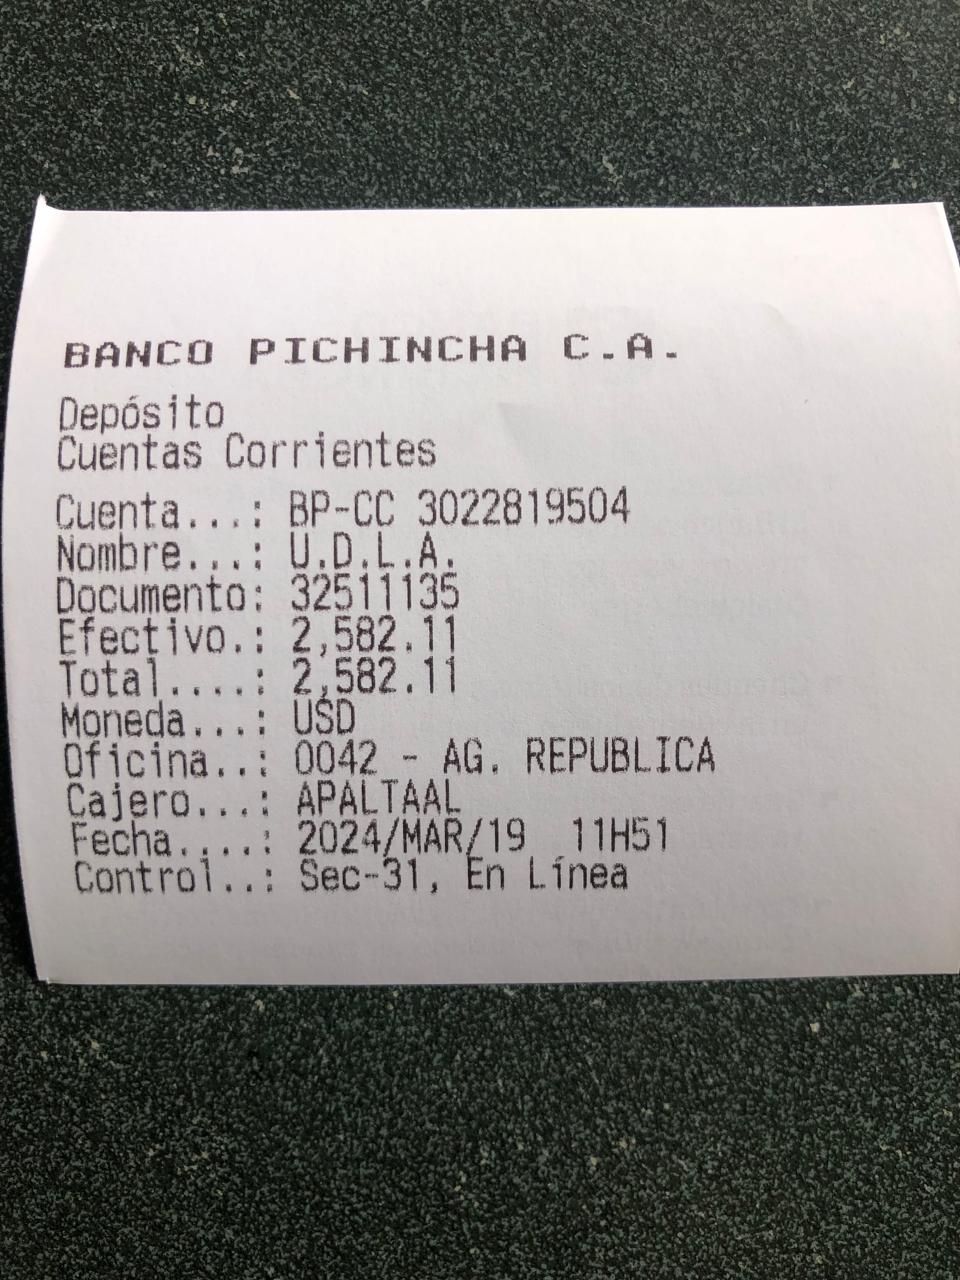 BANCO PICHINCHA C.A.
Depósito
Cuentas Corrientes
Cuenta...: BP-CC 3022819504
Nombre...: U.D.L.A.
Documento: 32511135
Efectivo.: 2,582.11
Total....: 2,582.11
Moneda...: USD
Oficina..: 0042 - AG. REPUBLICA
Cajero...: APALTAAL
Fecha....: 2024/MAR/19 11H51
Control..: Sec-31, En Línea